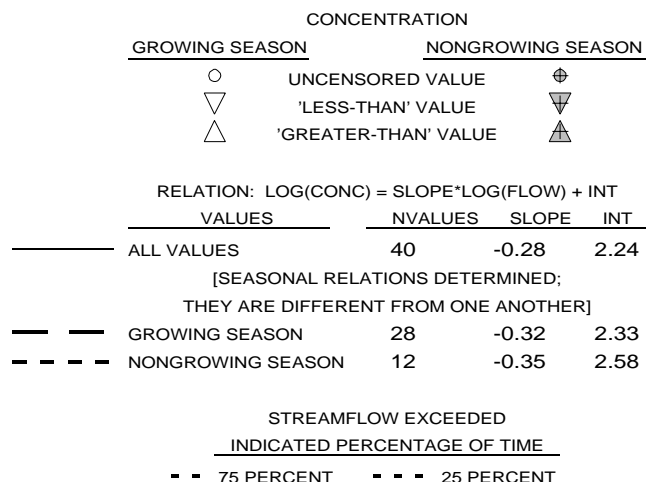 CONCENTRATION
GROWING SEASON NONGROWING SEASON
UNCENSORED VALUE
'LESS-THAN' VALUE
'GREATER-THAN' VALUE
RELATION: LOG(CONC) = SLOPE*LOG(FLOW) + INT
VALUES NVALUES SLOPE INT
ALL VALUES 40 -0.28 2.24
[SEASONAL RELATIONS DETERMINED;
THEY ARE DIFFERENT FROM ONE ANOTHER]
GROWING SEASON 28 -0.32 2.33
NONGROWING SEASON 12 -0.35 2.58
STREAMFLOW EXCEEDED
INDICATED PERCENTAGE OF TIME
75 PERCENT 25 PERCENT